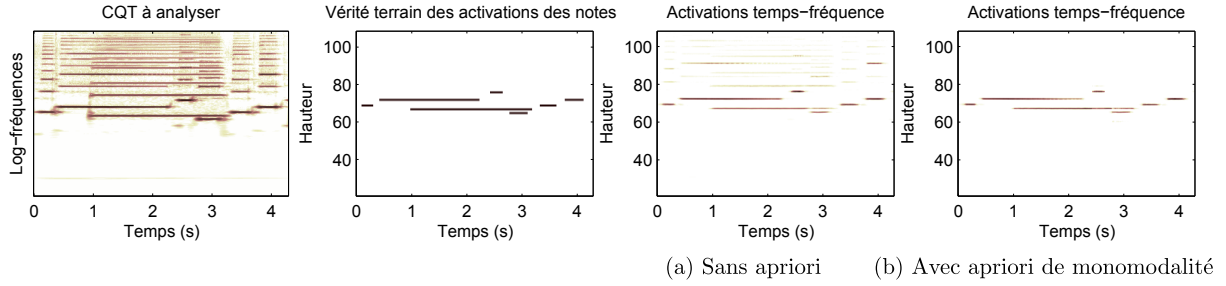 CQT à analyser
Log−fréquences
0 1 2 3 4
Temps (s)
Vérité terrain des activations des notes
Hauteur
100
80
60
40
0 1 2 3 4
Temps (s)
Activations temps−fréquence
Hauteur
100
80
60
40
0 1 2 3 4
Temps (s)
(a) Sans apriori
Activations temps−fréquence
Hauteur
100
80
60
40
0 1 2 3 4
Temps (s)
(b) Avec apriori de monomodalité